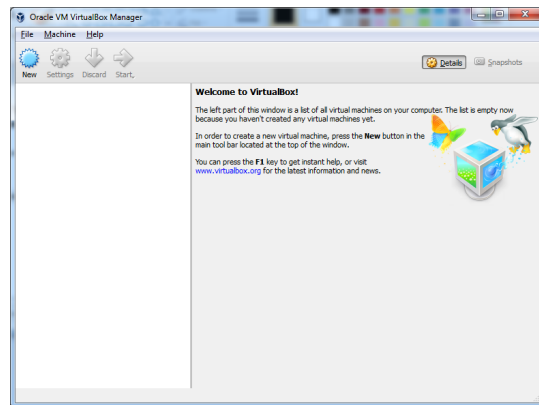 Oracle VM VirtualBox Manager
File Machine Help
New Settings Discard Start,
Details Snapshots
Welcome to VirtualBox!
The left part of this window is a list of all virtual machines on your computer. The list is empty now
because you haven't created any virtual machines yet.
In order to create a new virtual machine, press the New button in the
main tool bar located at the top of the window.
You can press the F1 key to get instant help, or visit
www.virtualbox.org for the latest information and news.